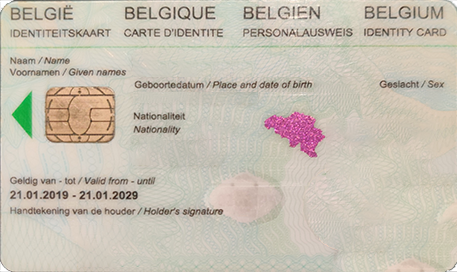 BELGIË BELGIQUE BELGIEN BELGIUM
IDENTITEITSKAART CARTE D'IDENTITE PERSONALAUSWEIS IDENTITY CARD
Naam / Name
Voornamen / Given names
Geboortedatum / Place and date of birth Geslacht / Sex
Nationaliteit
Nationality
Geldig van - tot / Valid from - until
21.01.2019 - 21.01.2029
Handtekening van de houder / Holder's signature